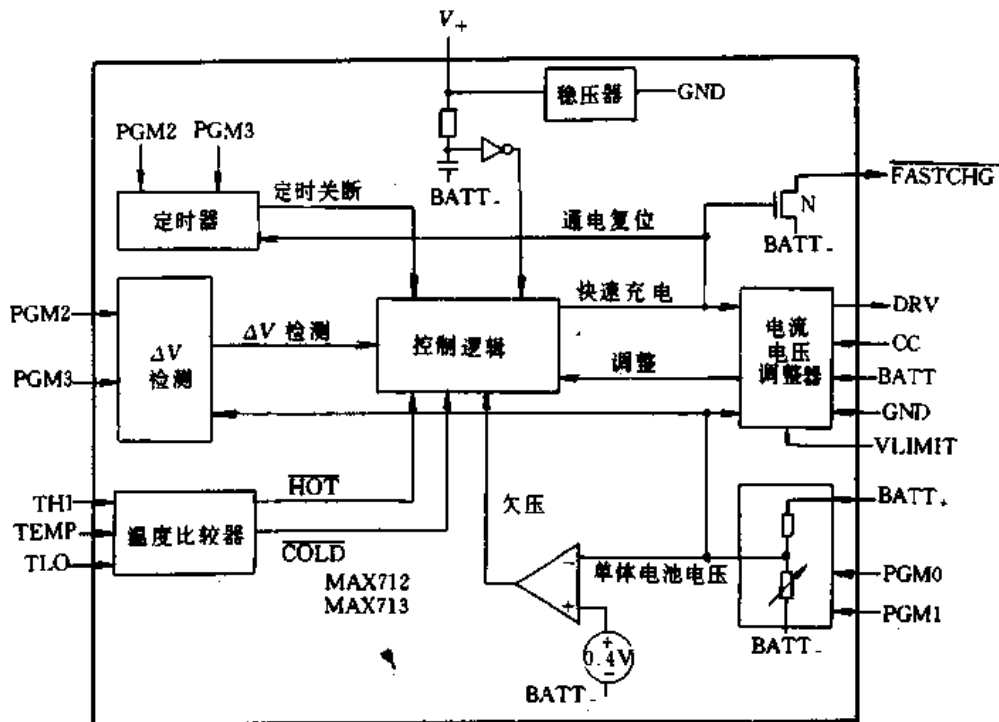 V+
稳压器
GND
PGM2
PGM3
BATT-
FASTCHG
定时关断
定时器
N
通电复位
BATT-
快速充电
PGM2
ΔV 检测
控制逻辑
电流
电压
调整器
DRV
CC
ΔV
检测
调整
BATT
PGM3
GND
VLIMIT
THI
HOT
欠压
BATT+
TEMP
温度比较器
TLO
COLD
单体电池电压
PGM0
MAX712
MAX713
PGM1
BATT-
+
-
+
0.4V
-
BATT-